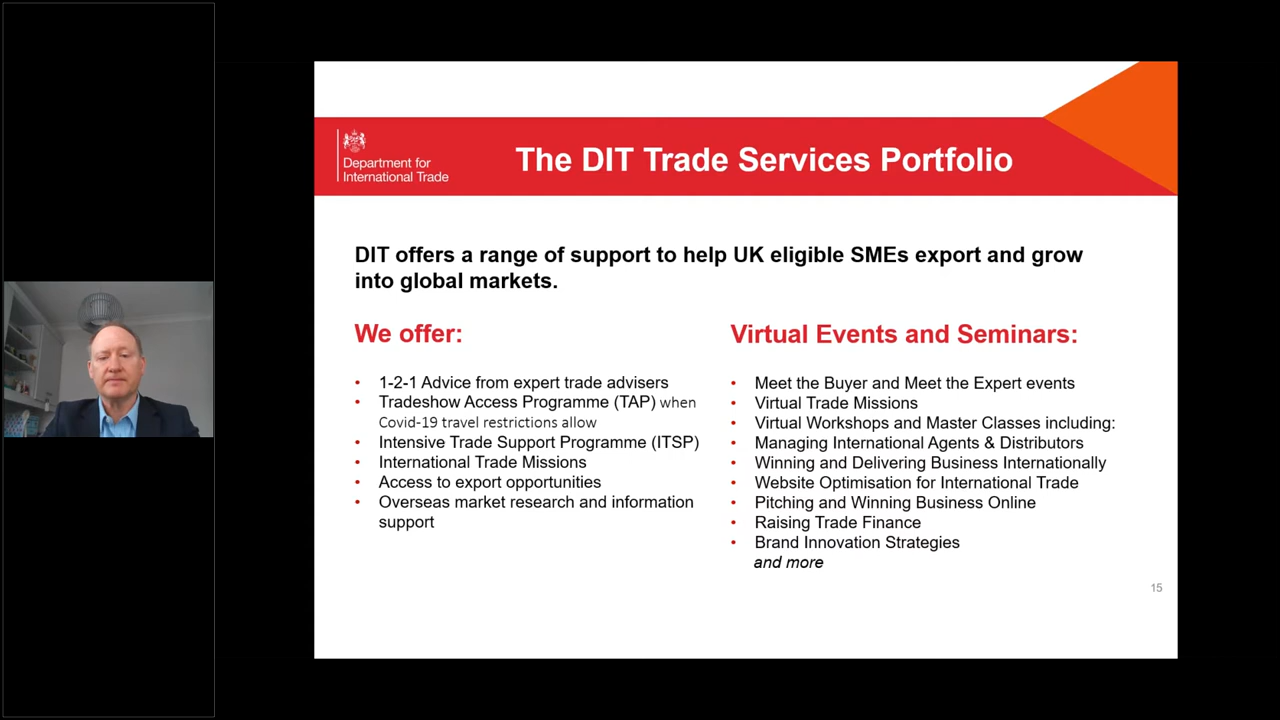 Department for
International Trade
The DIT Trade Services Portfolio
DIT offers a range of support to help UK eligible SMEs export and grow
into global markets.
We offer:
• 1-2-1 Advice from expert trade advisers
• Tradeshow Access Programme (TAP) when
Covid-19 travel restrictions allow
• Intensive Trade Support Programme (ITSP)
• International Trade Missions
• Access to export opportunities
• Overseas market research and information
support
Virtual Events and Seminars:
• Meet the Buyer and Meet the Expert events
• Virtual Trade Missions
• Virtual Workshops and Master Classes including:
• Managing International Agents & Distributors
• Winning and Delivering Business Internationally
• Website Optimisation for International Trade
• Pitching and Winning Business Online
• Raising Trade Finance
• Brand Innovation Strategies
and more
15